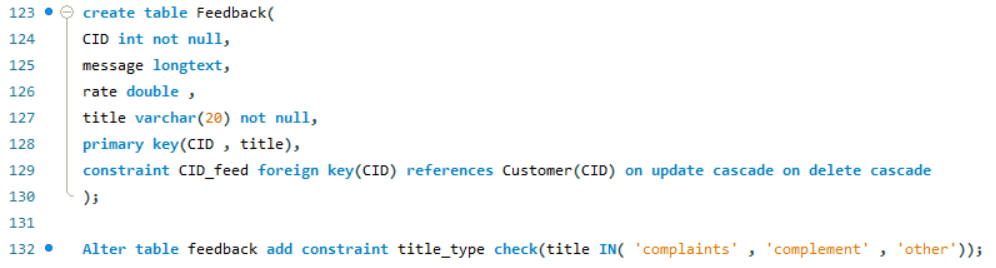 123 create table Feedback(
124 CID int not null,
125 message longtext,
126 rate double ,
127 title varchar(20) not null,
128 primary key(CID , title),
129 constraint CID_feed foreign key(CID) references Customer(CID) on update cascade on delete cascade
130 );
131
132 Alter table feedback add constraint title_type check(title IN( 'complaints' , 'complement' , 'other'));